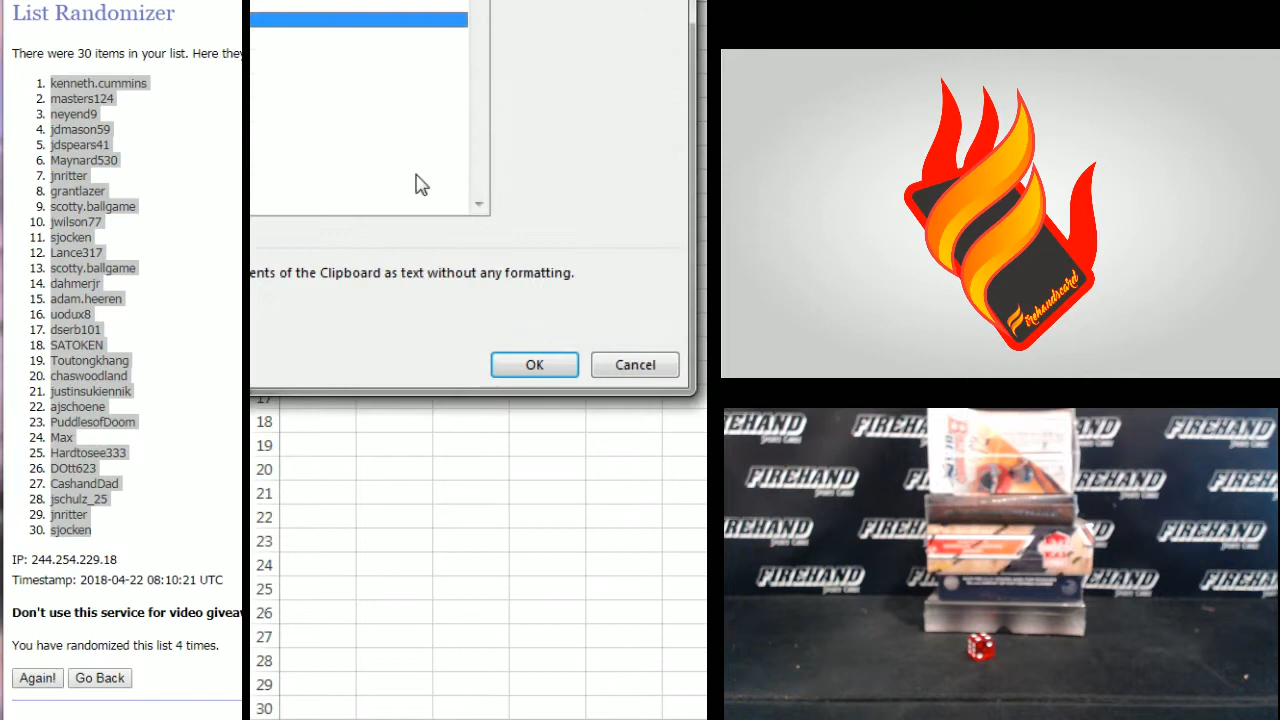 List Randomizer
There were 30 items in your list. Here they
1. kenneth.cummins
2. masters124
3. neyend9
4. jdmason59
5. jdspears41
6. Maynard530
7. jnritter
8. grantlazer
9. scotty.ballgame
10. jwilson77
11. sjocken
12. Lance317
13. scotty.ballgame
14. dahmerjr
15. adam.heeren
16. uodux8
17. dserb101
18. SATOKEN
19. Toutongkhang
20. chaswoodland
21. justinsukiennik
22. ajschoene
23. PuddlesofDoom
24. Max
25. Hardtosee333
26. DOtt623
27. CashandDad
28. jschulz_25
29. jnritter
30. sjocken
IP: 244.254.229.18
Timestamp: 2018-04-22 08:10:21 UTC
Don't use this service for video giveav
You have randomized this list 4 times.
Again!
Go Back
ents of the Clipboard as text without any formatting.
OK
Cancel
17
18
19
20
21
22
23
24
25
26
27
28
29
30
Firehandscard
FIREHAND
FIREHAND
FIREHAND
FIREHAND